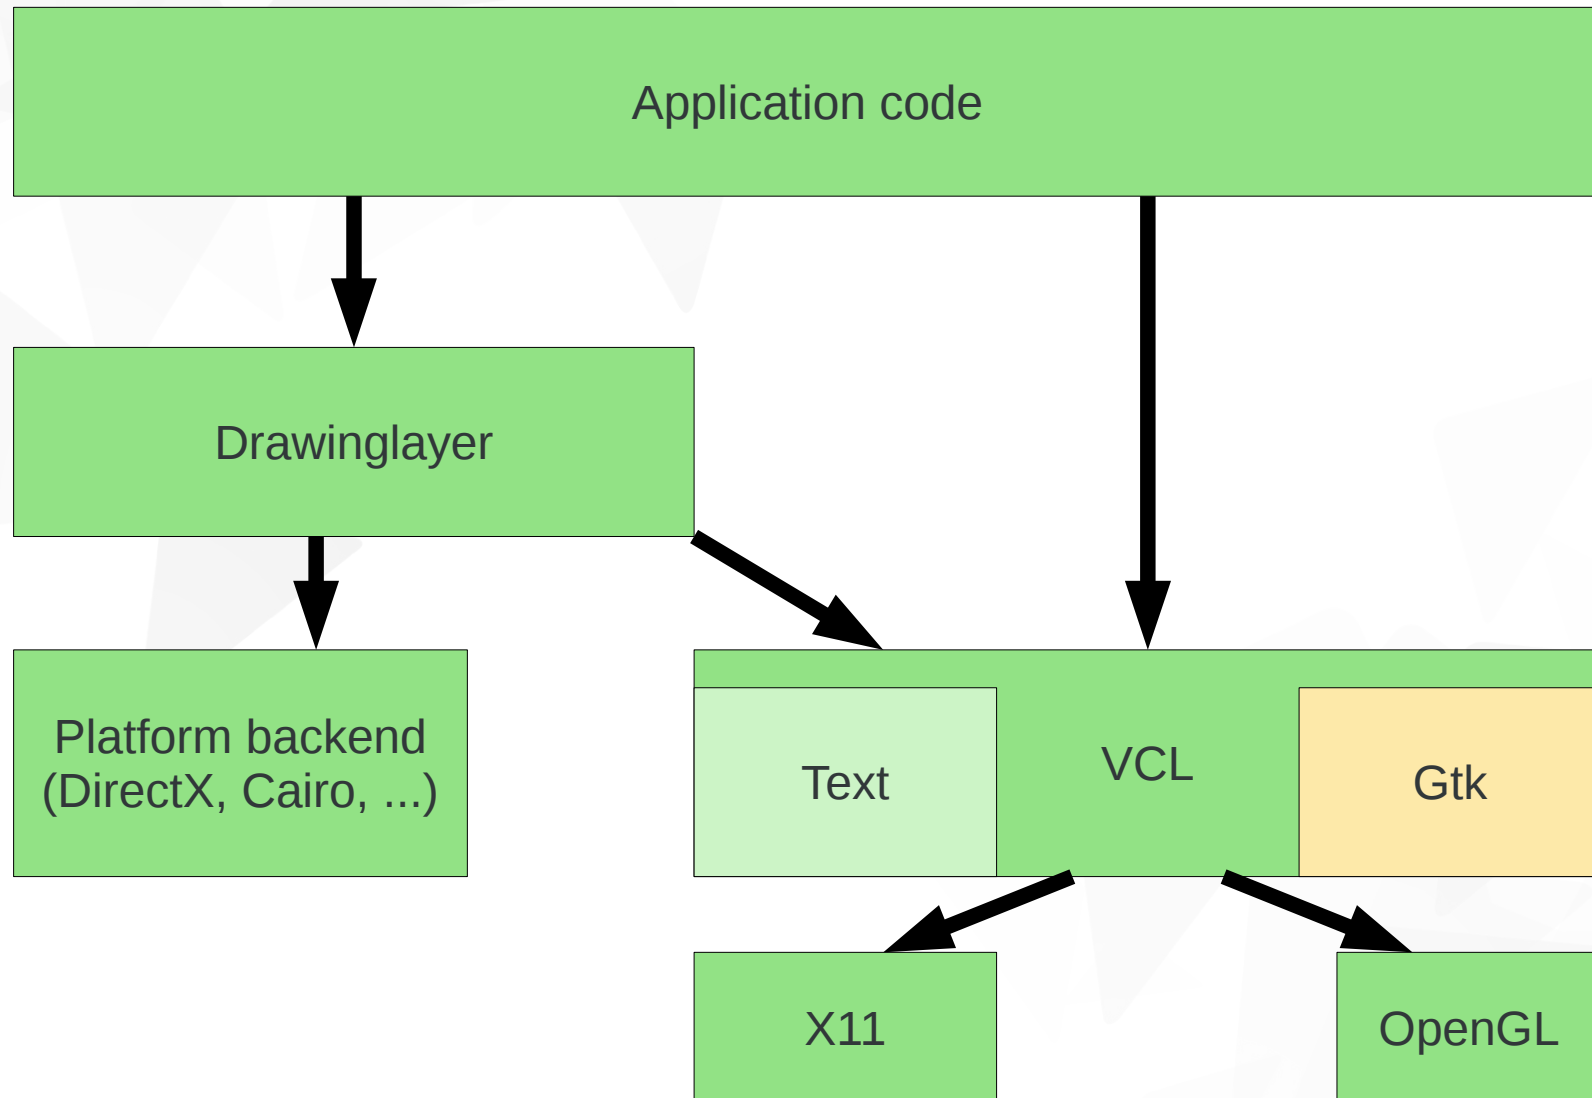 Application code
Drawinglayer
Platform backend
(DirectX, Cairo, ...)
Text
VCL
Gtk
X11
OpenGL